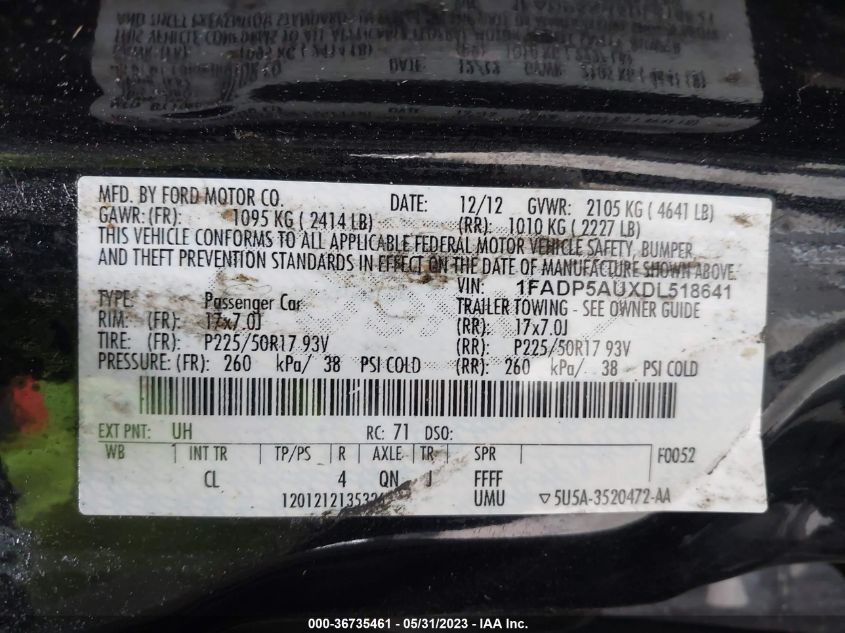 MFD. BY FORD MOTOR CO. DATE: 12/12 GVWR: 2105 KG ( 4641 LB)
GAWR: (FR): 1095 KG ( 2414 LB) (RR): 1010 KG ( 2227 LB)
THIS VEHICLE CONFORMS TO ALL APPLICABLE FEDERAL MOTOR VEHICLE SAFETY, BUMPER,
AND THEFT PREVENTION STANDARDS IN EFFECT ON THE DATE OF MANUFACTURE SHOWN ABOVE.
VIN: 1FADP5AUXDL518641
TYPE: Passenger Car TRAILER TOWING - SEE OWNER GUIDE
RIM: (FR): 17x7.0J (RR): 17x7.0J
TIRE: (FR): P225/50R17 93V (RR): P225/50R17 93V
PRESSURE: (FR): 260 kPa/ 38 PSI COLD (RR): 260 kPa/ 38 PSI COLD
EXT PNT: UH RC: 71 DSO:
WB INT TR TP/PS R AXLE TR SPR F0052
CL 4 QN J FFFF
UMU ▽5U5A-3520472-AA
000-36735461 - 05/31/2023 - IAA Inc.